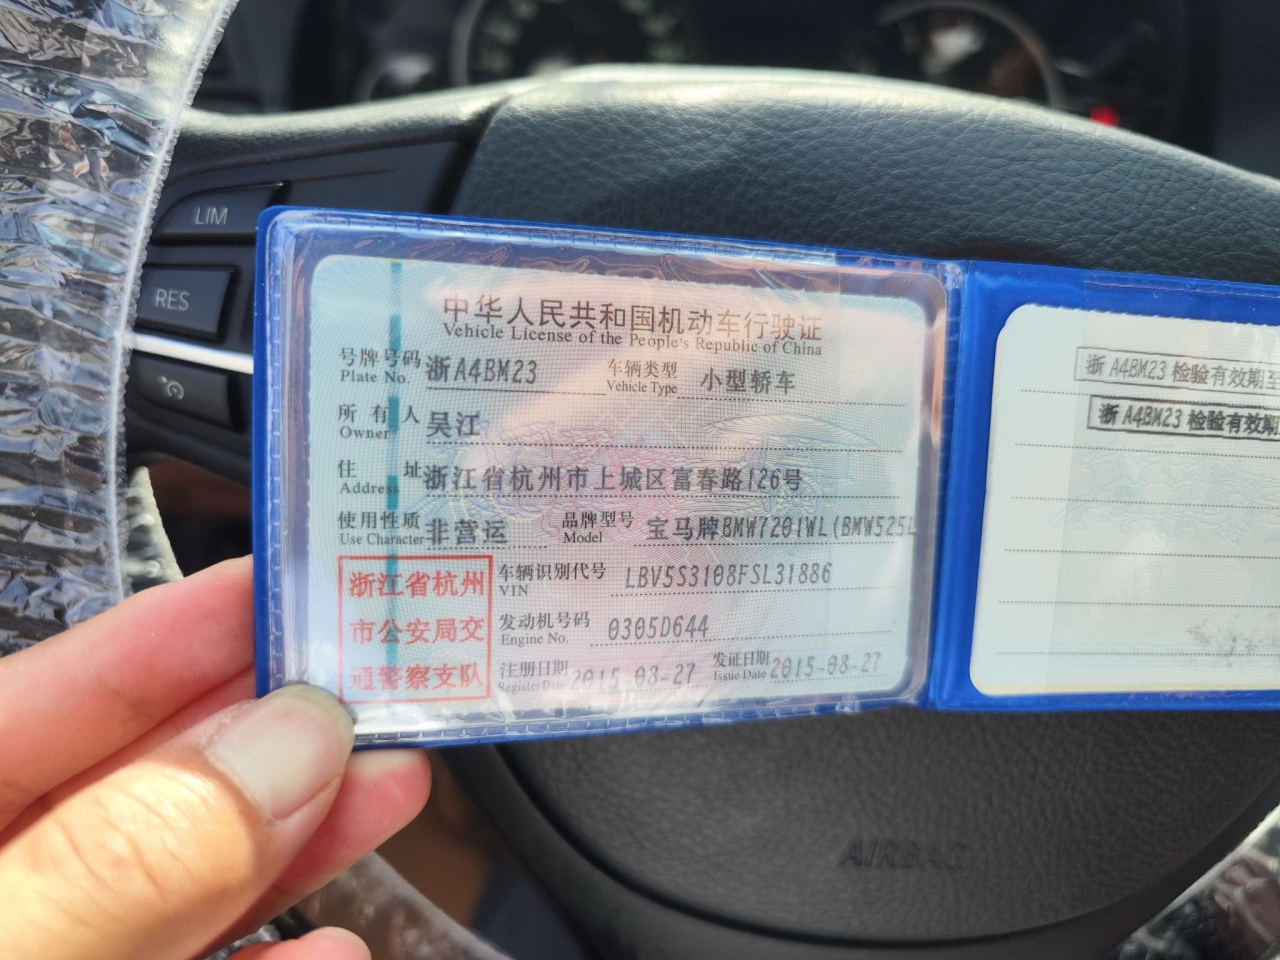 LIM
RES
中华人民共和国机动车行驶证
Vehicle License of the People's Republic of China
号牌号码 浙A4BM23 车辆类型 小型轿车
Plate No. Vehicle Type
所有人 吴江
Owner
住址 浙江省杭州市上城区富春路126号
Address
使用性质 非营运 品牌型号 宝马牌BMW7201WL(BMW525L
Use Character Model
浙江省杭州
市公安局交
通警察支队
车辆识别代号 LBV5S3108FSL31886
VIN
发动机号码 0305D644
Engine No.
注册日期 2015-08-27 发证日期 2015-08-27
Register Date Issue Date
浙A4BM23 检验有效期至
浙A4BM23 检验有效期
AIRBAG